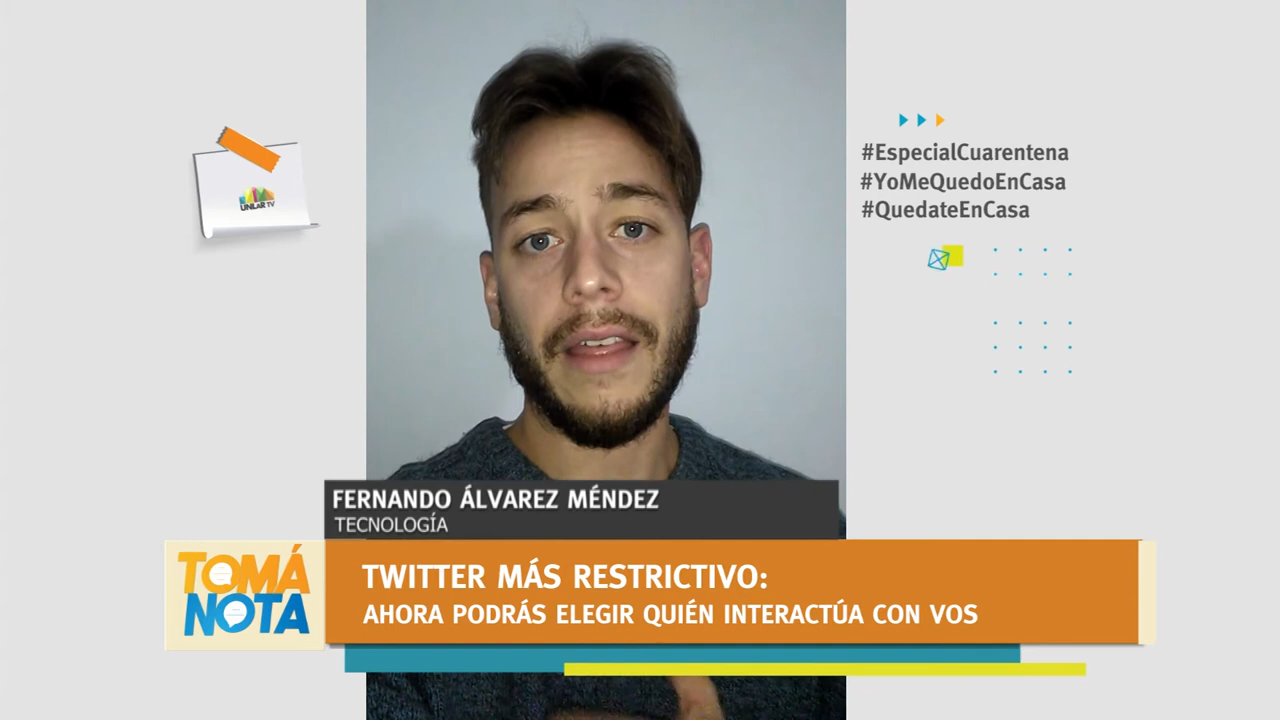 UNLAR TV
#EspecialCuarentena
#YoMeQuedoEnCasa
#QuedateEnCasa
FERNANDO ÁLVAREZ MÉNDEZ
TECNOLOGÍA
TOMÁ
NOTA
TWITTER MÁS RESTRICTIVO:
AHORA PODRÁS ELEGIR QUIÉN INTERACTÚA CON VOS